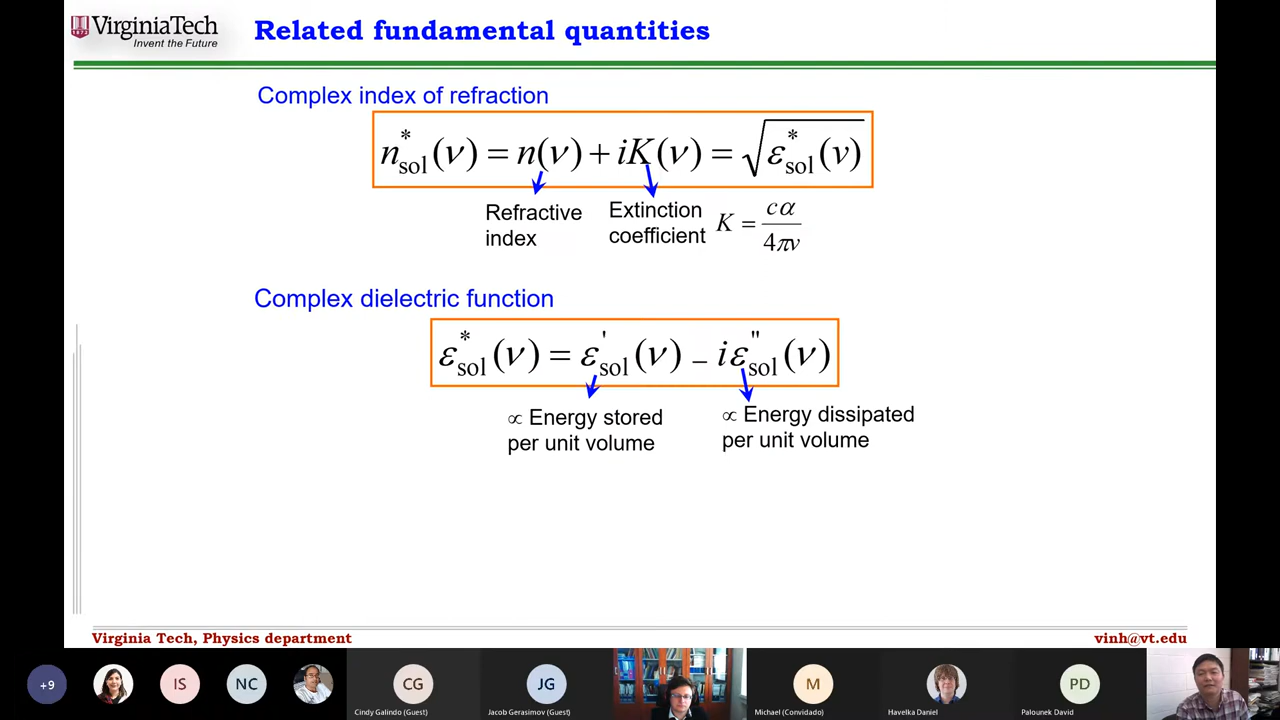 VirginiaTech
Invent the Future
Related fundamental quantities
Complex index of refraction
n*sol(ν) = n(ν) + iK(ν) = √ε*sol(ν)
Refractive
index
Extinction
coefficient
K = cα / 4πν
Complex dielectric function
ε*sol(ν) = ε'sol(ν) – iε"sol(ν)
∝ Energy stored
per unit volume
∝ Energy dissipated
per unit volume
Virginia Tech, Physics department
vinh@vt.edu
+9
IS
NC
CG
Cindy Galindo (Guest)
JG
Jacob Gerasimov (Guest)
M
Michael (Convidado)
Havelka Daniel
PD
Palounek David